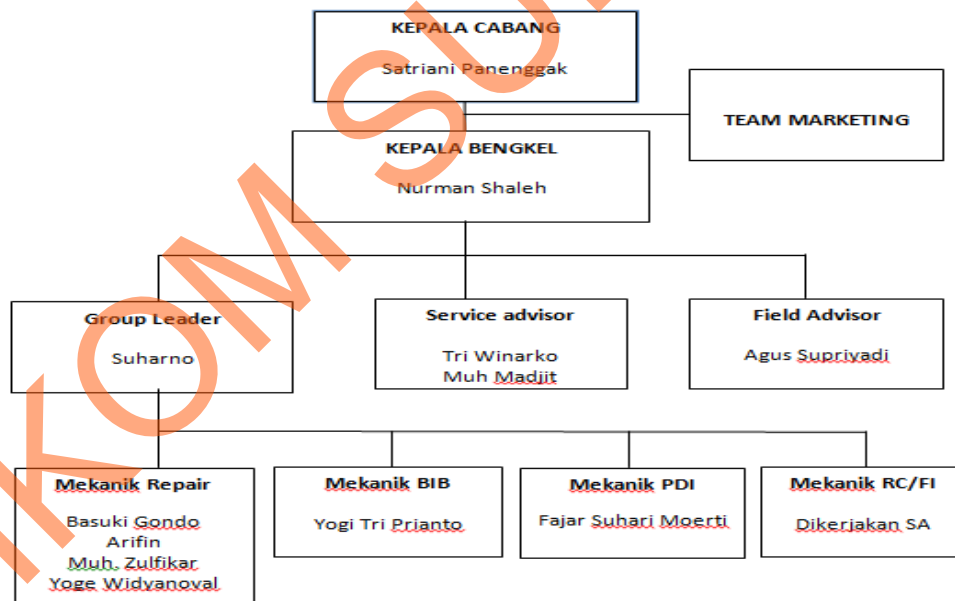 KEPALA CABANG
Satriani Panenggak
TEAM MARKETING
KEPALA BENGKEL
Nurman Shaleh
Group Leader
Suharno
Service advisor
Tri Winarko
Muh Madjit
Field Advisor
Agus Supriyadi
Mekanik Repair
Basuki Gondo
Arifin
Muh. Zulfikar
Yoge Widyanoval
Mekanik BIB
Yogi Tri Prianto
Mekanik PDI
Fajar Suhari Moerti
Mekanik RC/FI
Dikerjakan SA